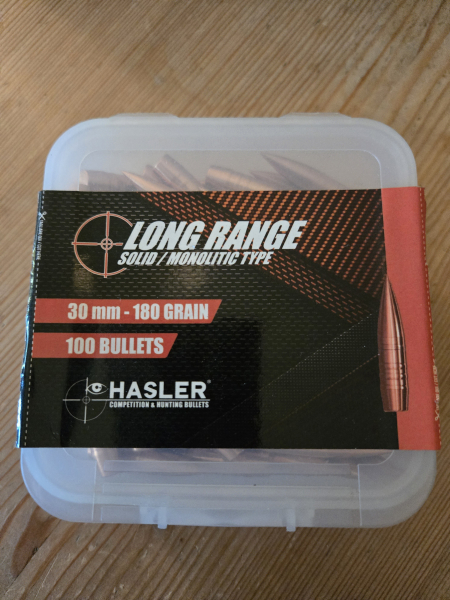 LONG RANGE
SOLID / MONOLITIC TYPE
30 mm - 180 GRAIN
100 BULLETS
HASLER®
COMPETITION & HUNTING BULLETS